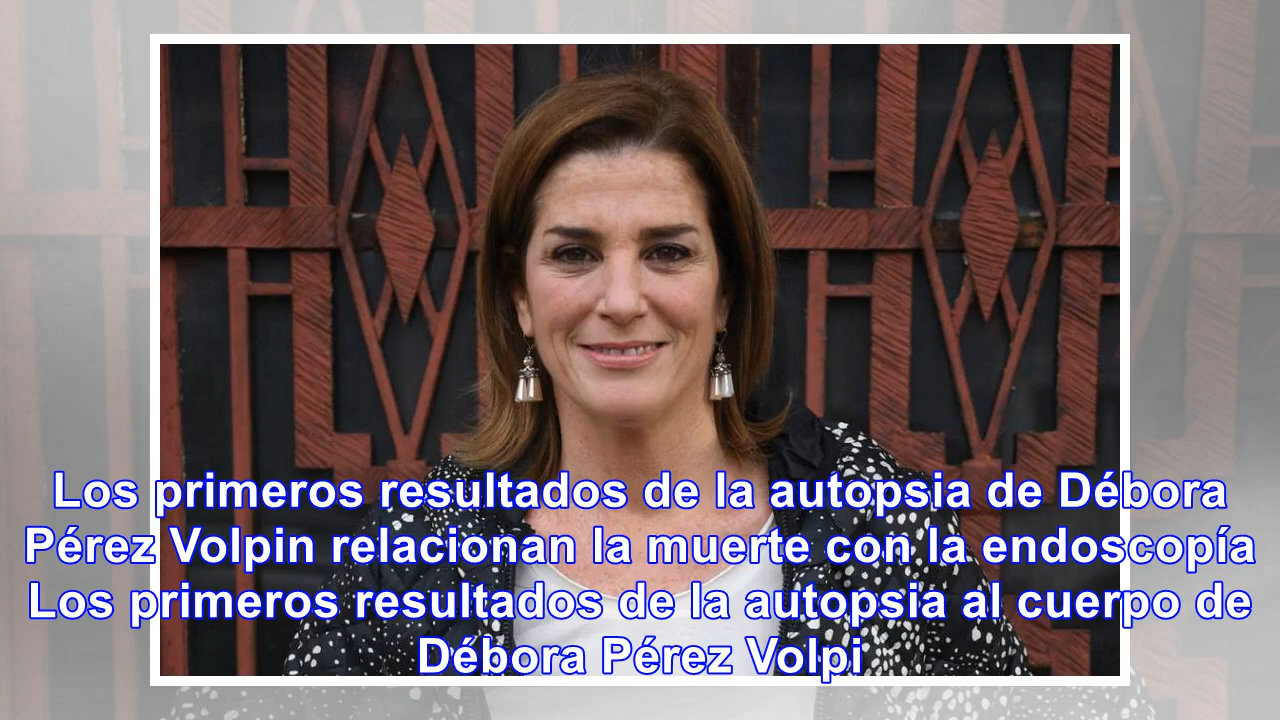 Los primeros resultados de la autopsia de Débora
Pérez Volpin relacionan la muerte con la endoscopía
Los primeros resultados de la autopsia al cuerpo de
Débora Pérez Volpi